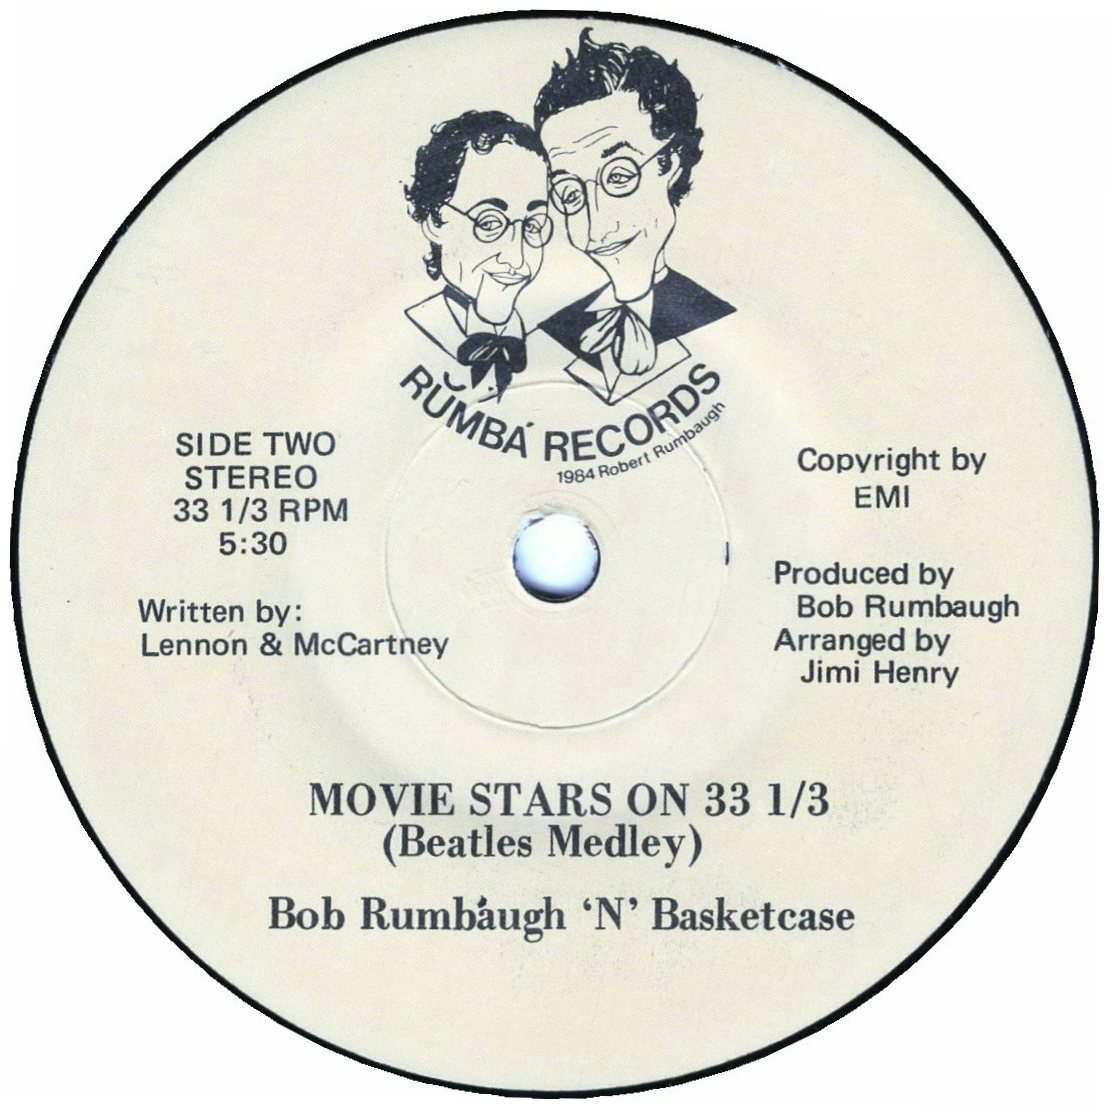 RŬMBÁ RECORDS
1984 Robert Rumbaugh
SIDE TWO
STEREO
33 1/3 RPM
5:30
Written by:
Lennon & McCartney
Copyright by
EMI
Produced by
Bob Rumbaugh
Arranged by
Jimi Henry
MOVIE STARS ON 33 1/3
(Beatles Medley)
Bob Rumbaugh ‘N’ Basketcase